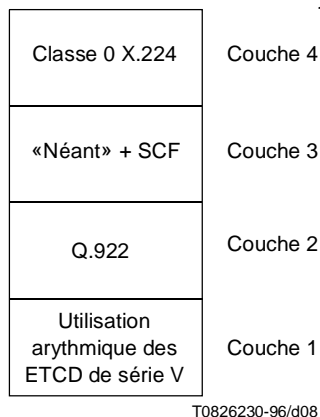 Classe 0 X.224 Couche 4
«Néant» + SCF Couche 3
Q.922 Couche 2
Utilisation
arythmique des Couche 1
ETCD de série V
T0826230-96/d08